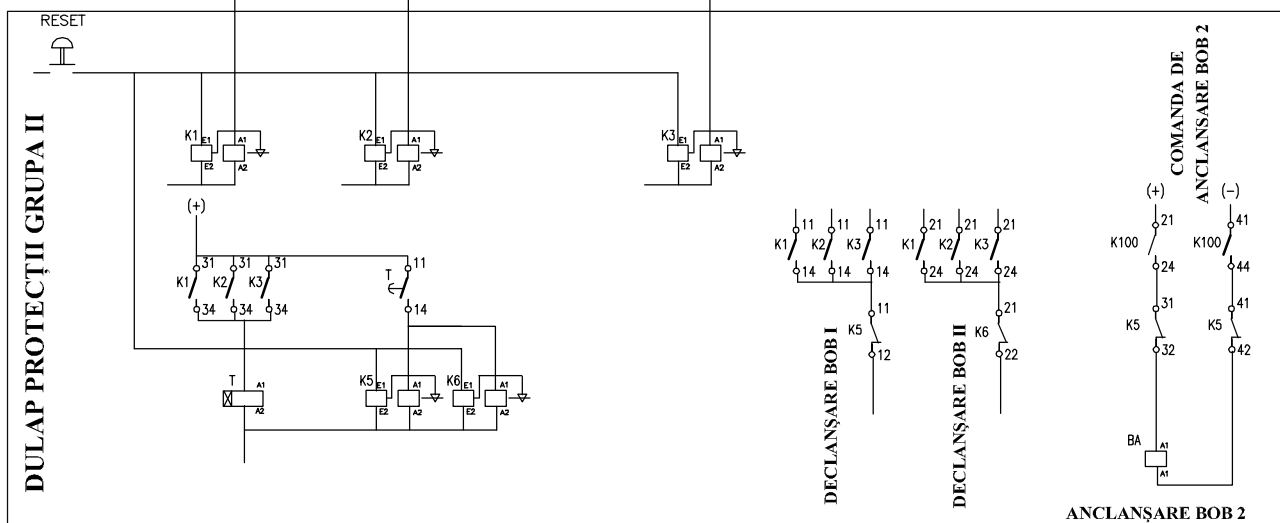 RESET
DULAP PROTECȚII GRUPA II
K1 E1 A1
E2 A2
K2 E1 A1
E2 A2
K3 E1 A1
E2 A2
(+)
31 31 31 11
K1 K2 K3 T
34 34 34 14
T A1
A2
K5 E1 A1
E2 A2
K6 E1 A1
E2 A2
11 11 11
K1 K2 K3
14 14 14
11
K5
12
DECLANȘARE BOB I
21 21 21
K1 K2 K3
24 24 24
21
K6
22
DECLANȘARE BOB II
COMANDA DE
ANCLANSARE BOB 2
(+) (-)
21 41
K100 K100
24 44
31 41
K5 K5
32 42
BA A1
A1
ANCLANȘARE BOB 2